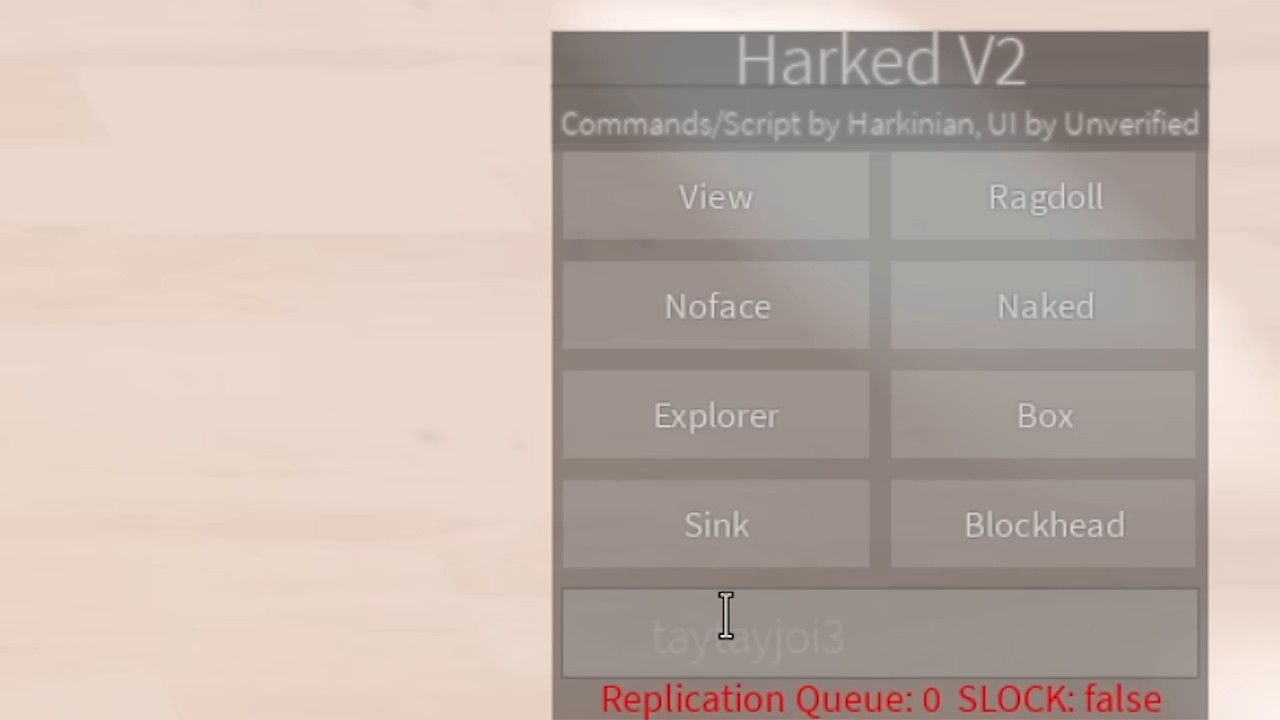 Harked V2
Commands/Script by Harkinian, UI by Unverified
View Ragdoll
Noface Naked
Explorer Box
Sink Blockhead
taytayjoi3
Replication Queue: 0 SLOCK: false